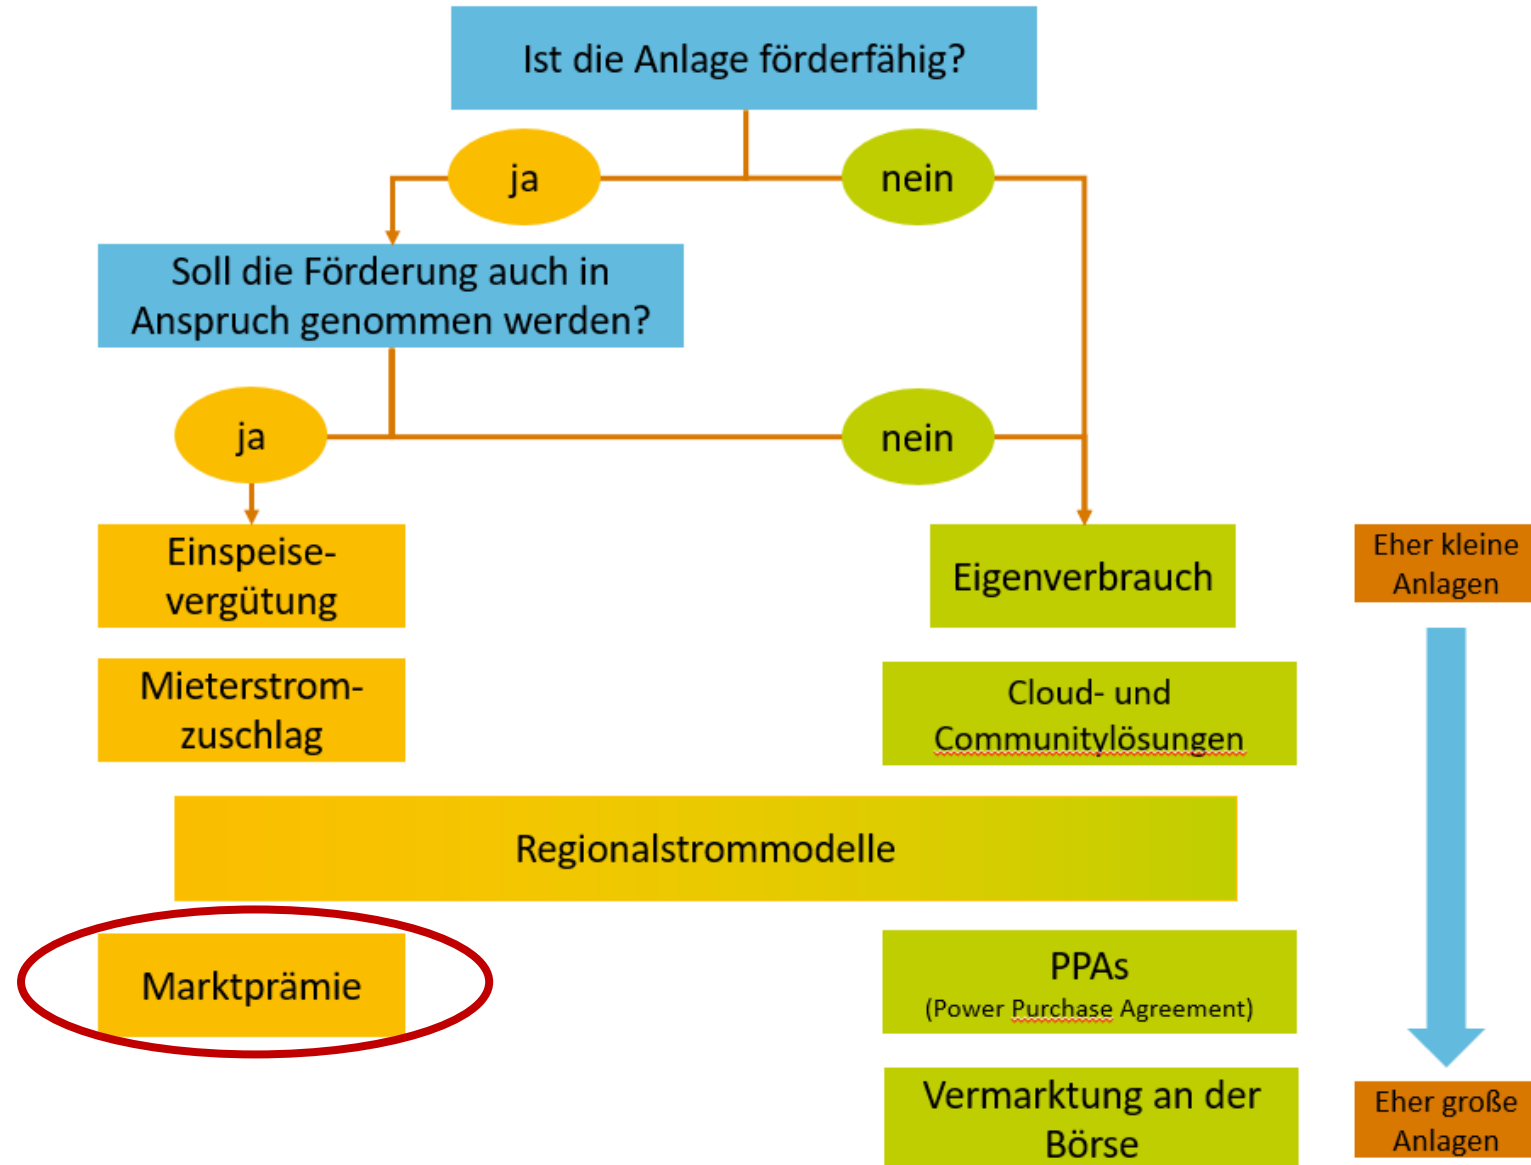 Ist die Anlage förderfähig?
ja
nein
Soll die Förderung auch in
Anspruch genommen werden?
ja
nein
Einspeise-
vergütung
Eigenverbrauch
Eher kleine
Anlagen
Mieterstrom-
zuschlag
Cloud- und
Communitylösungen
Regionalstrommodelle
Marktprämie
PPAs
(Power Purchase Agreement)
Vermarktung an der
Börse
Eher große
Anlagen